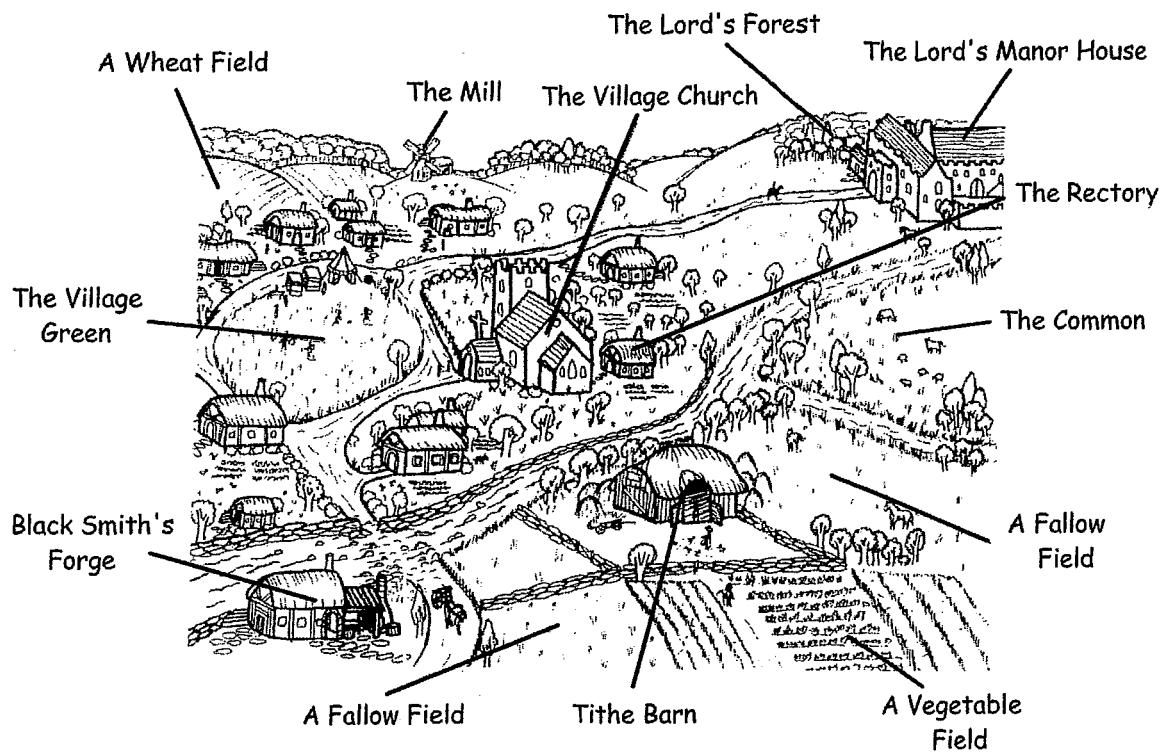 The Lord's Forest
A Wheat Field
The Lord's Manor House
The Mill
The Village Church
The Rectory
The Village
Green
The Common
Black Smith's
Forge
A Fallow
Field
A Fallow Field
Tithe Barn
A Vegetable
Field